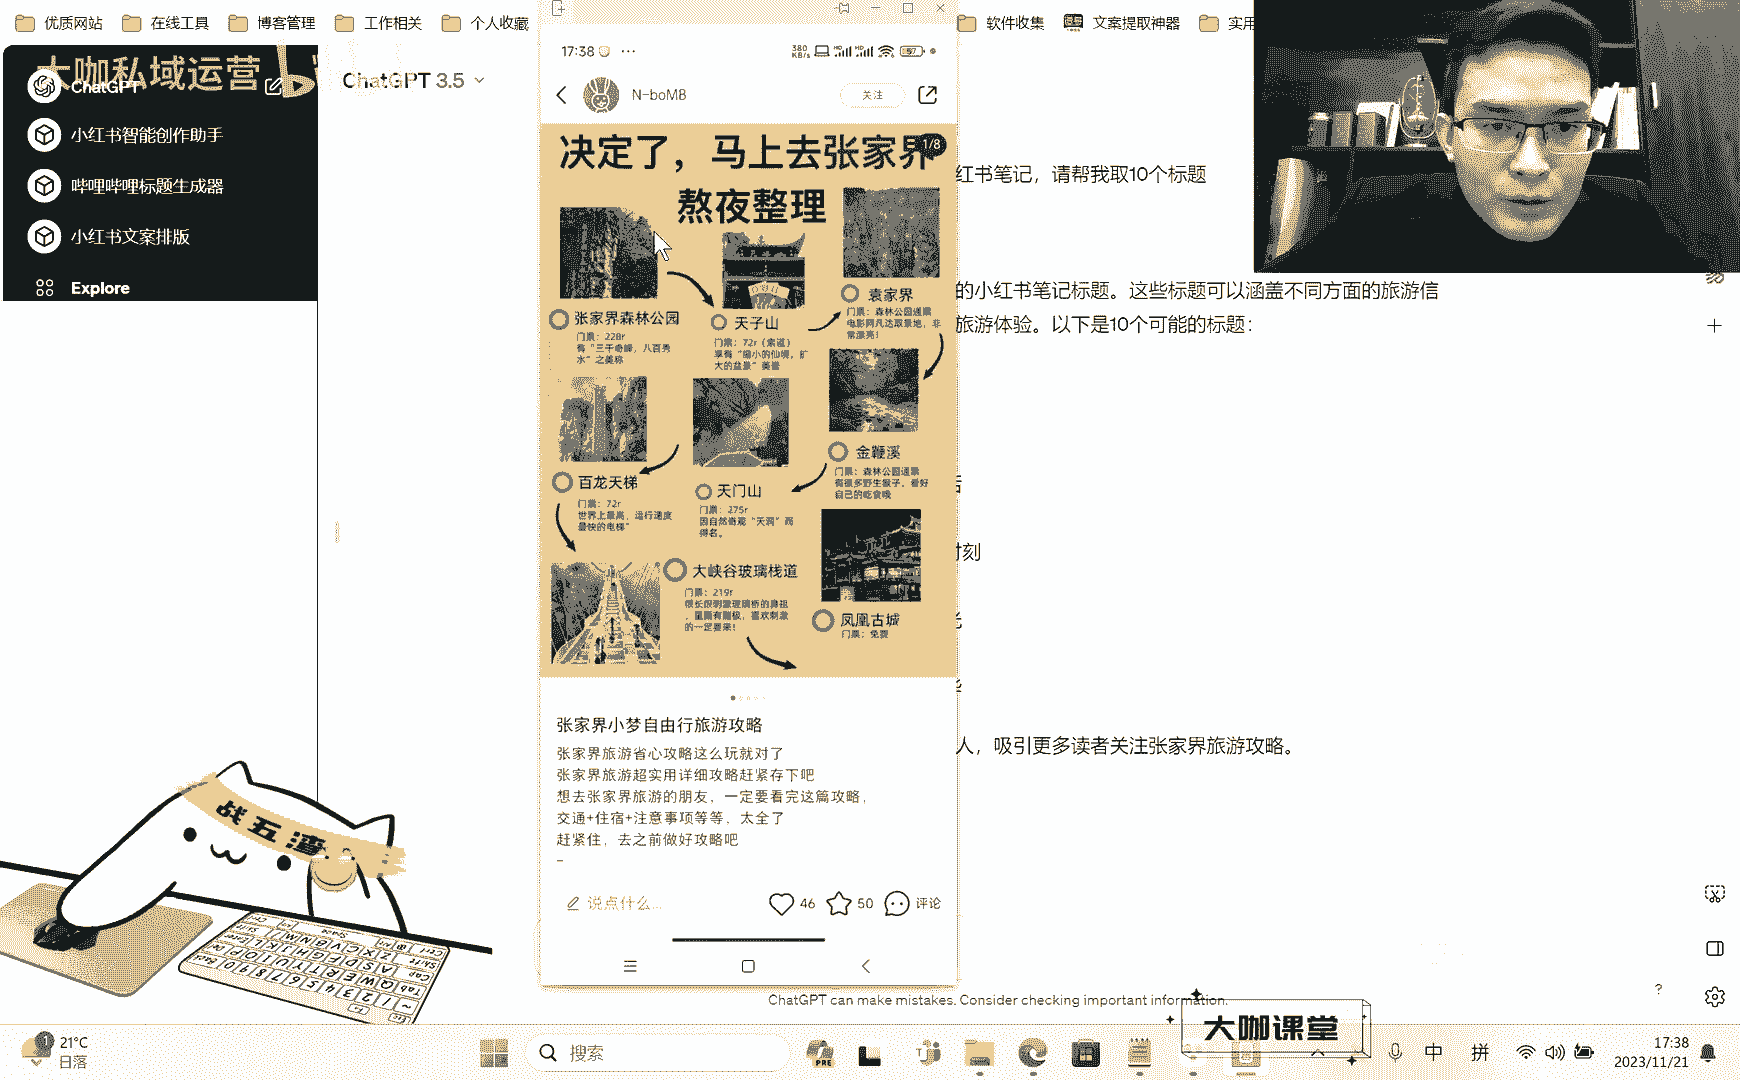 优质网站
在线工具
博客管理
工作相关
个人收藏
软件收集
文案提取神器
实用
大咖私域运营
ChatGPT
小红书智能创作助手
哔哩哔哩标题生成器
小红书文案排版
Explore
ChatGPT 3.5
17:38
380 KB/s
57
N-boMB
关注
1/8
决定了，马上去张家界
熬夜整理
张家界森林公园
门票：228r
有“三千奇峰，八百秀
水”之美称
天子山
门票：72r（索道）
享有“缩小的仙境，扩
大的盆景”美誉
袁家界
门票：森林公园通票
电影阿凡达取景地，非
常漂亮！
金鞭溪
门票：森林公园通票
有很多野生猴子，看好
自己的吃食哦
百龙天梯
门票：72r
世界上最高，运行速度
最快的电梯”
天门山
门票：275r
因自然奇观“天洞”而
得名。
大峡谷玻璃栈道
门票：219r
的一定要来！
凤凰古城
门票：免费
张家界小梦自由行旅游攻略
张家界旅游省心攻略这么玩就对了
张家界旅游超实用详细攻略赶紧存下吧
想去张家界旅游的朋友，一定要看完这篇攻略，
交通+住宿+注意事项等等，太全了
赶紧住，去之前做好攻略吧
–
说点什么...
46
50
评论
红书笔记，请帮我取10个标题
的小红书笔记标题。这些标题可以涵盖不同方面的旅游信
旅游体验。以下是10个可能的标题：
时刻
人，吸引更多读者关注张家界旅游攻略。
ChatGPT can make mistakes. Consider checking important information.
?
战五渣
大咖课堂
1
21°C
日落
搜索
PRE
中
拼
17:38
2023/11/21